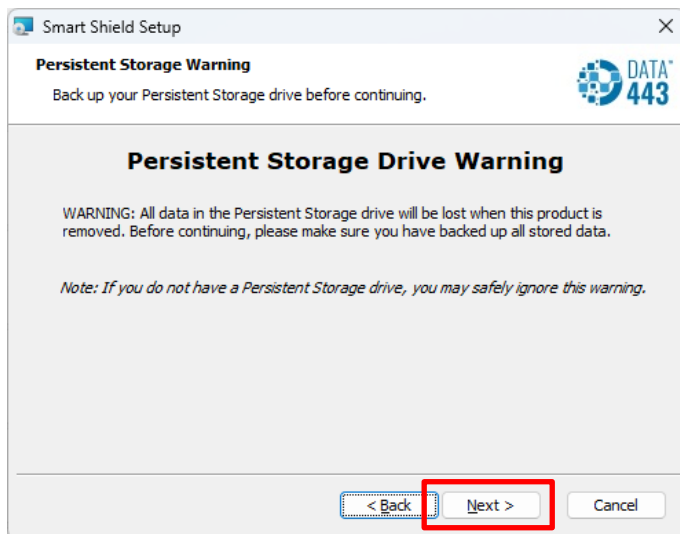 Smart Shield Setup
Persistent Storage Warning
Back up your Persistent Storage drive before continuing.
DATA™
443
Persistent Storage Drive Warning
WARNING: All data in the Persistent Storage drive will be lost when this product is
removed. Before continuing, please make sure you have backed up all stored data.
Note: If you do not have a Persistent Storage drive, you may safely ignore this warning.
< Back
Next >
Cancel